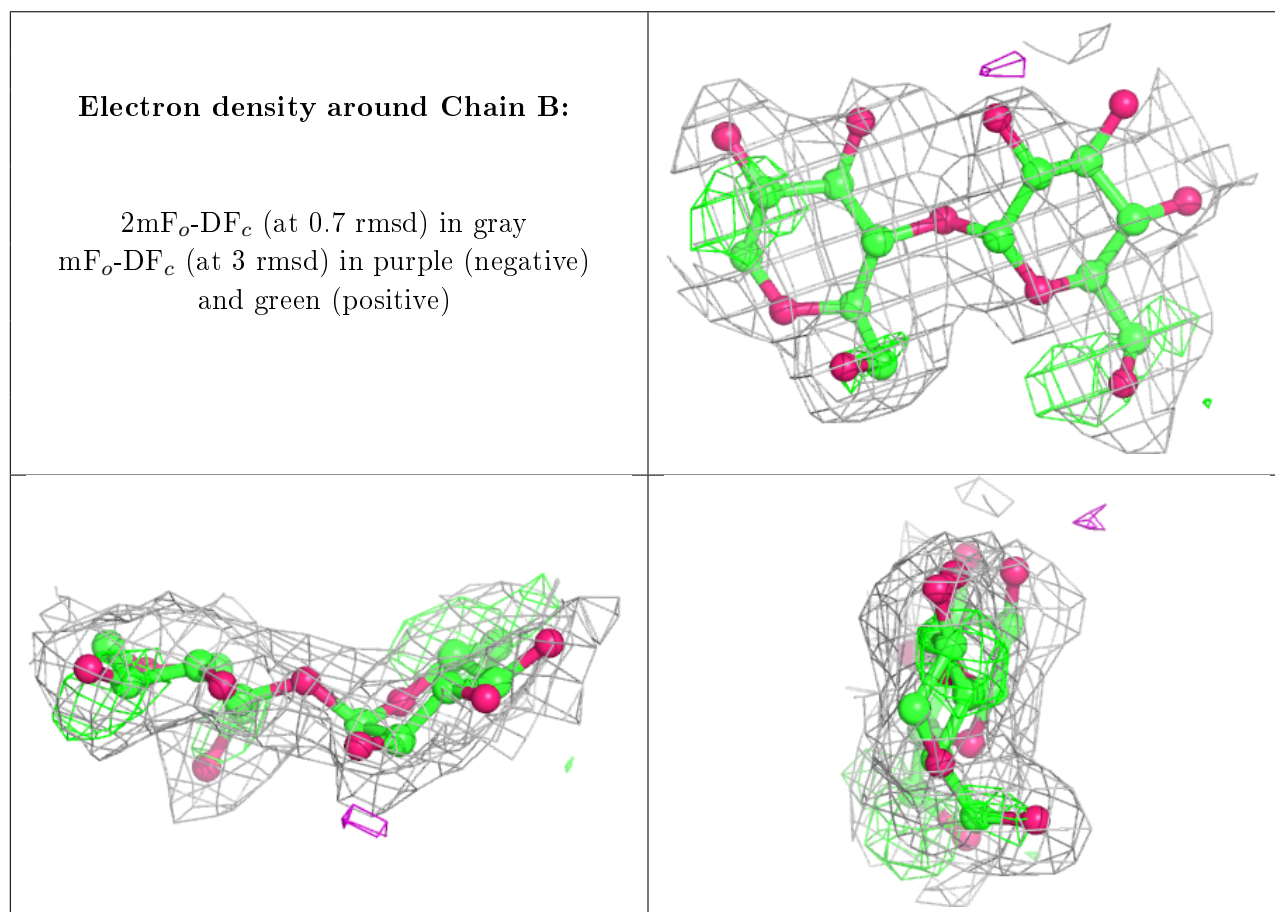 Electron density around Chain B:
2mFₒ-DF𝒸 (at 0.7 rmsd) in gray
mFₒ-DF𝒸 (at 3 rmsd) in purple (negative)
and green (positive)